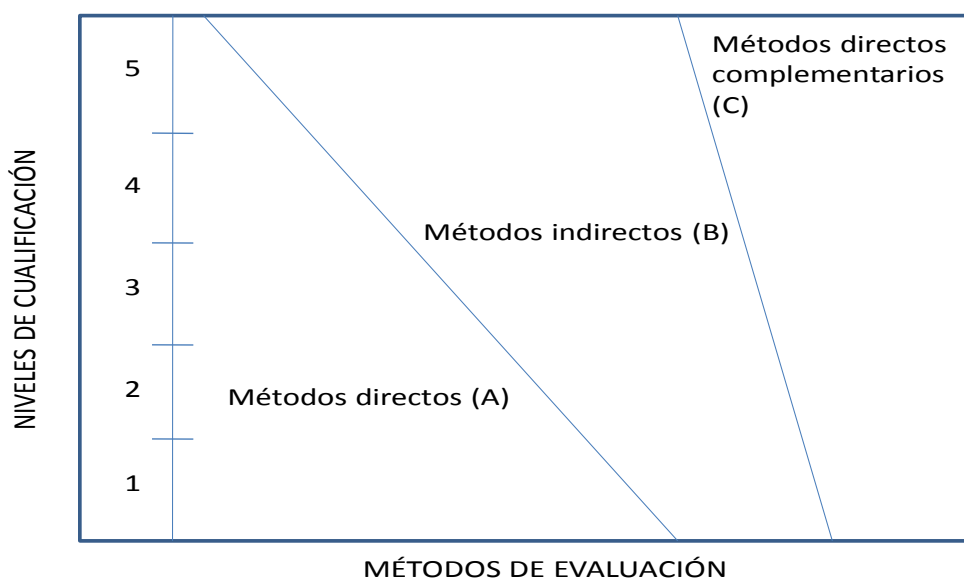 NIVELES DE CUALIFICACIÓN
5
4
3
2
1
Métodos directos
complementarios
(C)
Métodos indirectos (B)
Métodos directos (A)
MÉTODOS DE EVALUACIÓN